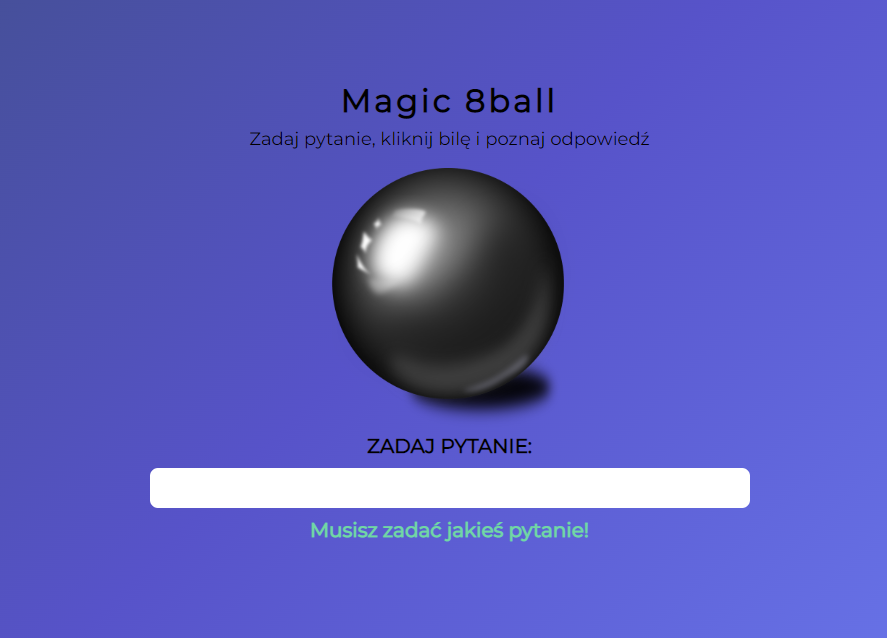 Magic 8ball
Zadaj pytanie, kliknij bilę i poznaj odpowiedź
ZADAJ PYTANIE:
Musisz zadać jakieś pytanie!